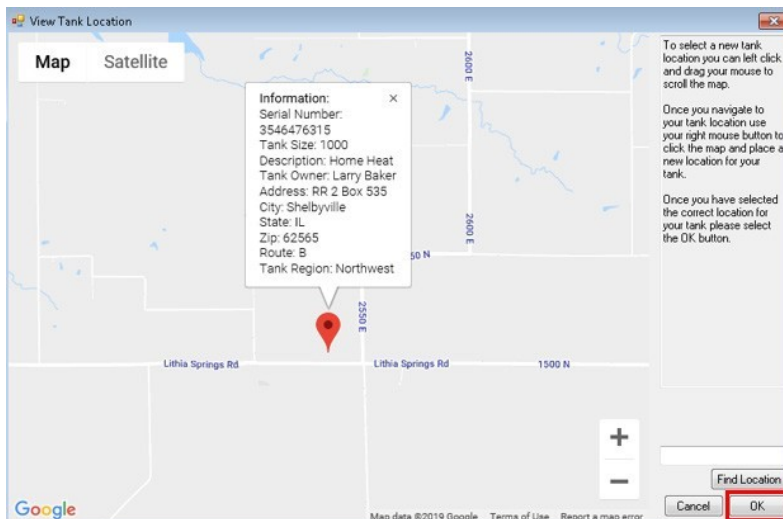 View Tank Location
Map Satellite
Information:
Serial Number:
3546476315
Tank Size: 1000
Description: Home Heat
Tank Owner: Larry Baker
Address: RR 2 Box 535
City: Shelbyville
State: IL
Zip: 62565
Route: B
Tank Region: Northwest
2600 E
2600 E
50 N
2550 E
Lithia Springs Rd
Lithia Springs Rd
1500 N
Google
Map data ©2019 Google Terms of Use Report a map error
To select a new tank
location you can left click
and drag your mouse to
scroll the map.
Once you navigate to
your tank location use
your right mouse button to
click the map and place a
new location for your
tank.
Once you have selected
the correct location for
your tank please select
the OK button.
Find Location
Cancel OK